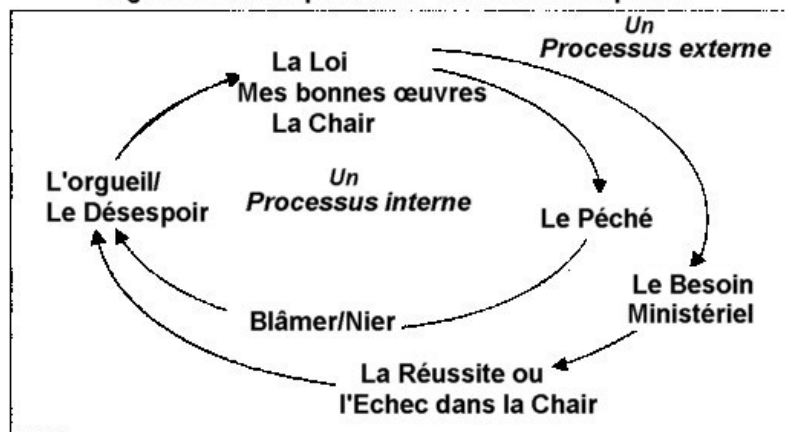 Un
Processus externe
La Loi
Mes bonnes œuvres
La Chair
L'orgueil/
Le Désespoir
Un
Processus interne
Le Péché
Le Besoin
Ministériel
Blâmer/Nier
La Réussite ou
l'Echec dans la Chair